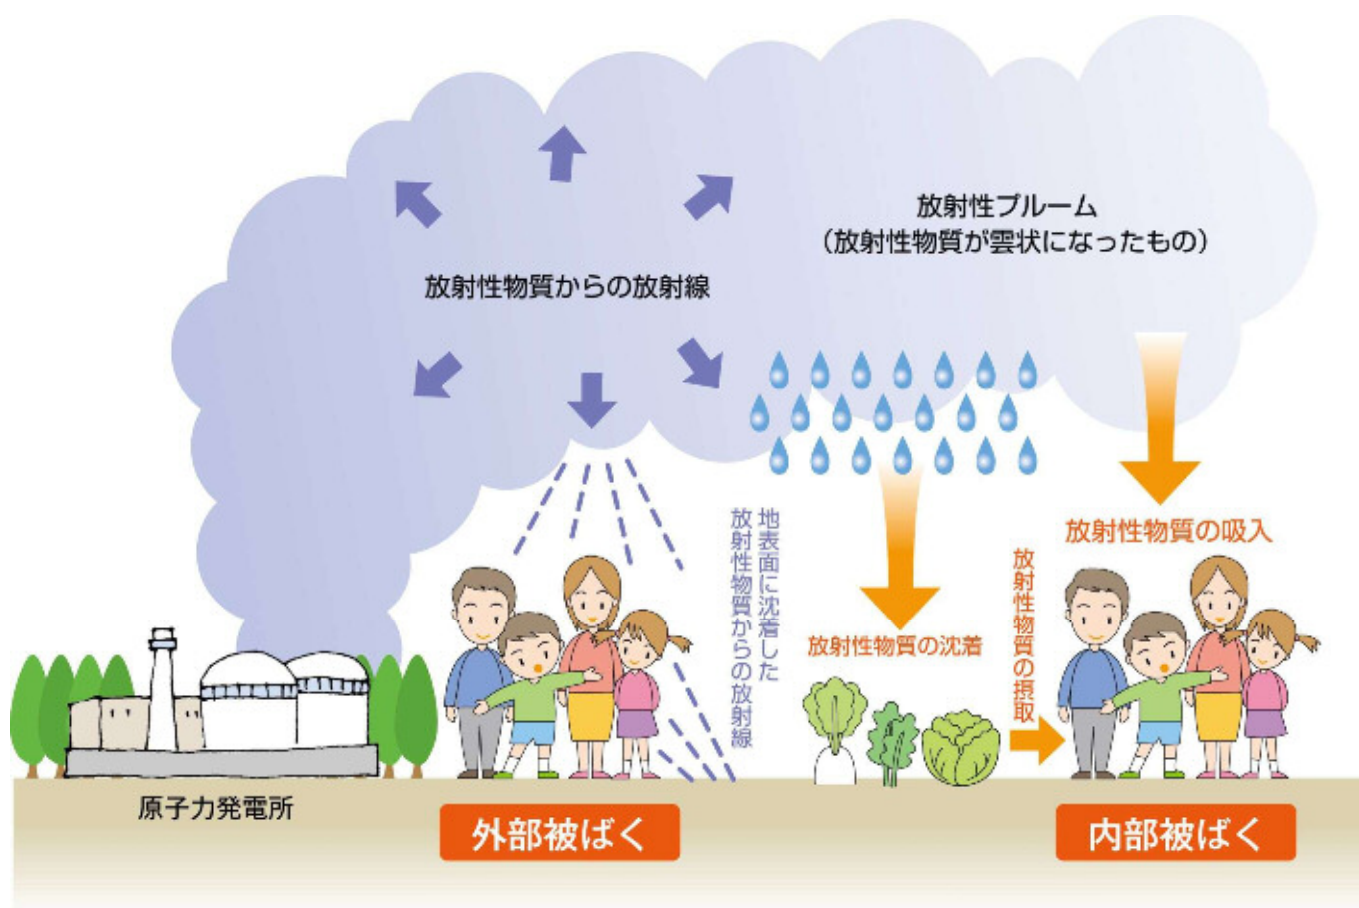 放射性プルーム
（放射性物質が雲状になったもの）
放射性物質からの放射線
地表面に沈着した
放射性物質からの放射線
放射性物質の沈着
放射性物質の吸入
放射性物質の摂取
原子力発電所
外部被ばく
内部被ばく